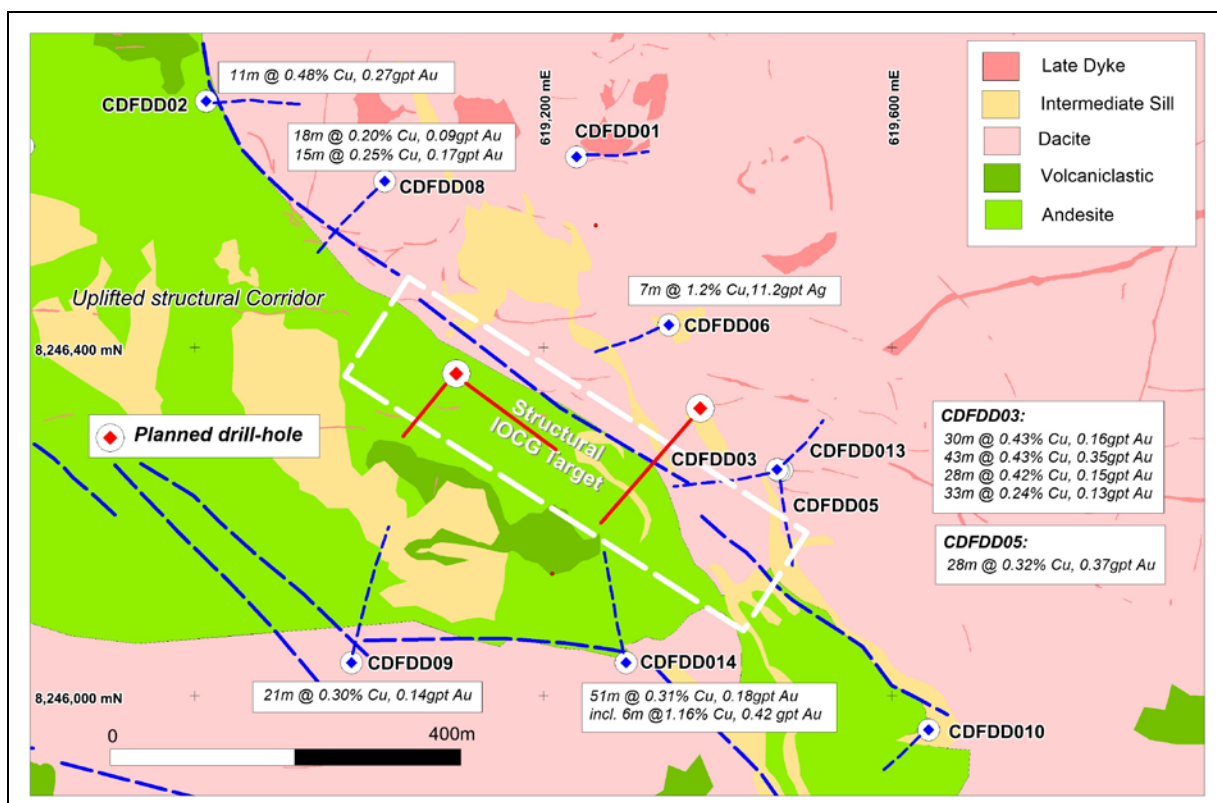 11m @ 0.48% Cu, 0.27gpt Au
CDFDD02
18m @ 0.20% Cu, 0.09gpt Au
15m @ 0.25% Cu, 0.17gpt Au
CDFDD08
619,200 mE
CDFDD01
619,600 mE
Late Dyke
Intermediate Sill
Dacite
Volcaniclastic
Andesite
Uplifted structural Corridor
7m @ 1.2% Cu,11.2gpt Ag
CDFDD06
8,246,400 mN
Planned drill-hole
Structural
IOCG Target
CDFDD03
CDFDD013
CDFDD05
CDFDD03:
30m @ 0.43% Cu, 0.16gpt Au
43m @ 0.43% Cu, 0.35gpt Au
28m @ 0.42% Cu, 0.15gpt Au
33m @ 0.24% Cu, 0.13gpt Au
CDFDD05:
28m @ 0.32% Cu, 0.37gpt Au
CDFDD09
21m @ 0.30% Cu, 0.14gpt Au
CDFDD014
51m @ 0.31% Cu, 0.18gpt Au
incl. 6m @1.16% Cu, 0.42 gpt Au
8,246,000 mN
CDFDD010
0
400m